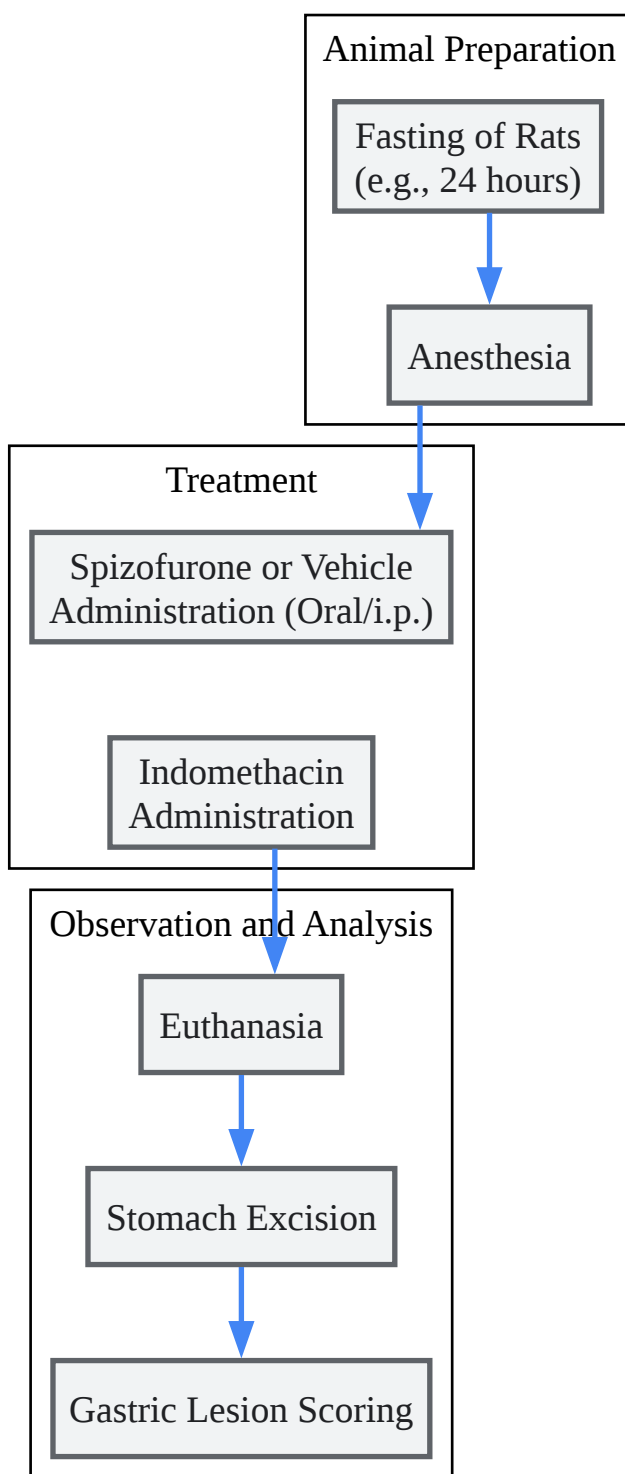 Animal Preparation
Fasting of Rats
(e.g., 24 hours)
Anesthesia
Treatment
Spizofurone or Vehicle
Administration (Oral/i.p.)
Indomethacin
Administration
Observation and Analysis
Euthanasia
Stomach Excision
Gastric Lesion Scoring